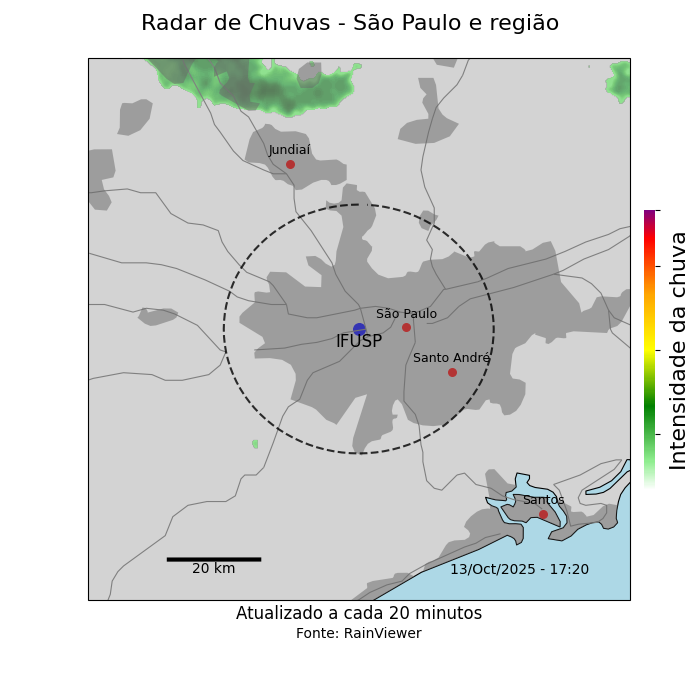 Radar de Chuvas - São Paulo e região
Jundiaí
São Paulo
IFUSP
Santo André
Santos
20 km
13/Oct/2025 - 17:20
Intensidade da chuva
Atualizado a cada 20 minutos
Fonte: RainViewer